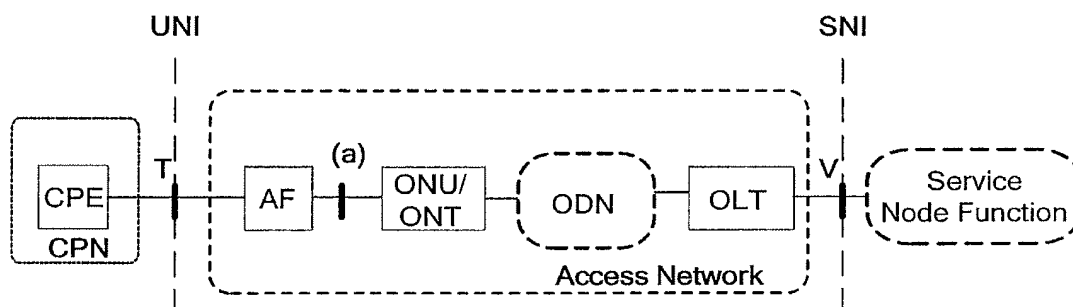 UNI
SNI
T
(a)
V
CPE
AF
ONU/
ONT
ODN
OLT
Service
Node Function
CPN
Access Network